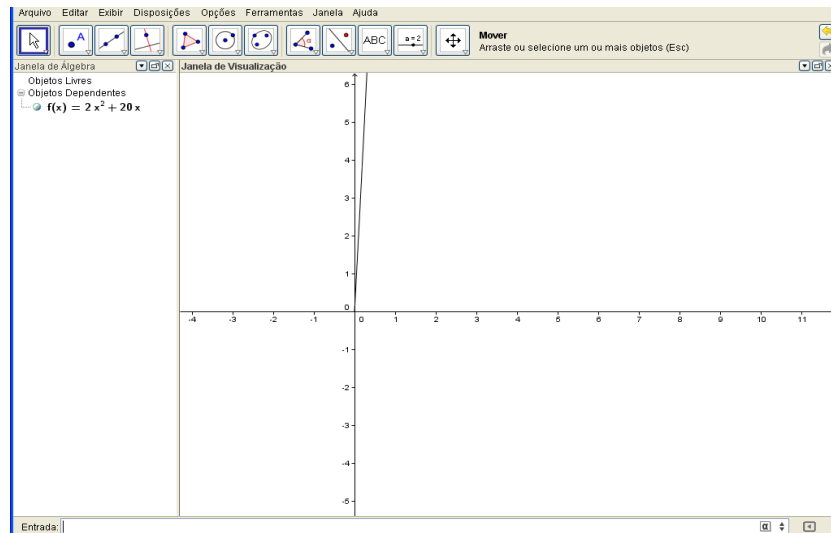 Arquivo Editar Exibir Disposições Opções Ferramentas Janela Ajuda
A
α
ABC
a = 2
Mover
Arraste ou selecione um ou mais objetos (Esc)
Janela de Álgebra
Janela de Visualização
Objetos Livres
Objetos Dependentes
f(x) = 2 x² + 20 x
6
5
4
3
2
1
0
-4 -3 -2 -1 0 1 2 3 4 5 6 7 8 9 10 11
-1
-2
-3
-4
-5
Entrada: α